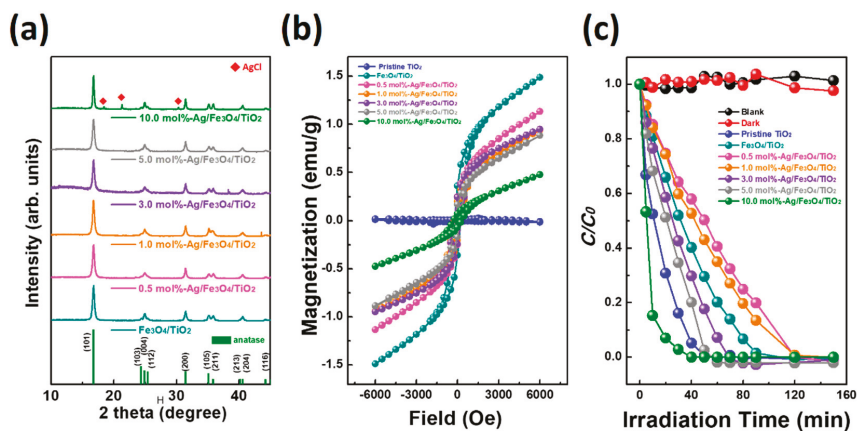 (a)
AgCl
10.0 mol%-Ag/Fe3O4/TiO2
5.0 mol%-Ag/Fe3O4/TiO2
3.0 mol%-Ag/Fe3O4/TiO2
1.0 mol%-Ag/Fe3O4/TiO2
0.5 mol%-Ag/Fe3O4/TiO2
Fe3O4/TiO2
anatase
(101)
(103)
(004)
(112)
(200)
(105)
(211)
(213)
(204)
(116)
Intensity (arb. units)
10 20 30 40
H
2 theta (degree)
(b)
Pristine TiO2
Fe3O4/TiO2
0.5 mol%-Ag/Fe3O4/TiO2
1.0 mol%-Ag/Fe3O4/TiO2
3.0 mol%-Ag/Fe3O4/TiO2
5.0 mol%-Ag/Fe3O4/TiO2
10.0 mol%-Ag/Fe3O4/TiO2
Magnetization (emu/g)
1.5
1.0
0.5
0.0
-0.5
-1.0
-1.5
-6000 -3000 0 3000 6000
Field (Oe)
(c)
Blank
Dark
Pristine TiO2
Fe3O4/TiO2
0.5 mol%-Ag/Fe3O4/TiO2
1.0 mol%-Ag/Fe3O4/TiO2
3.0 mol%-Ag/Fe3O4/TiO2
5.0 mol%-Ag/Fe3O4/TiO2
10.0 mol%-Ag/Fe3O4/TiO2
C/C0
1.0
0.8
0.6
0.4
0.2
0.0
0 30 60 90 120 150
Irradiation Time (min)